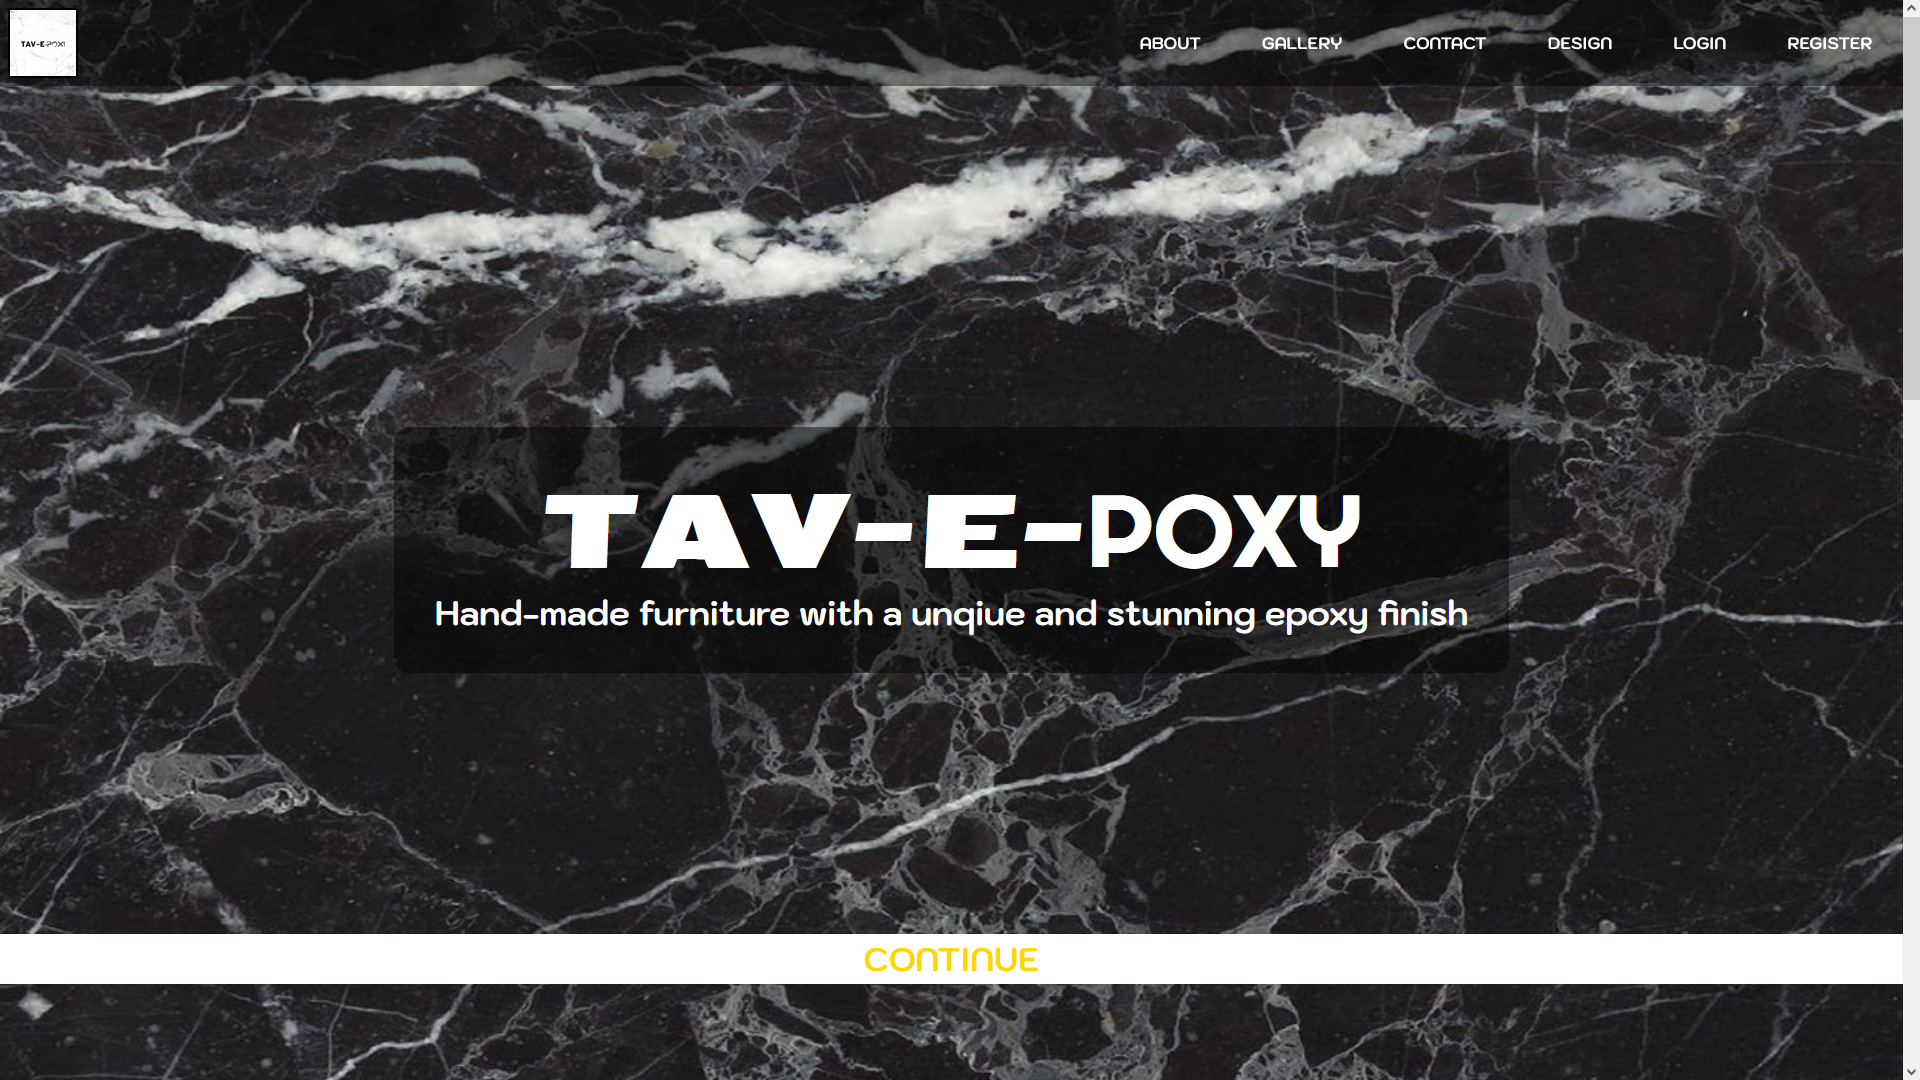 TAV-E-POXY
ABOUT GALLERY CONTACT DESIGN LOGIN REGISTER
TAV-E-POXY
Hand-made furniture with a unqiue and stunning epoxy finish
CONTINUE